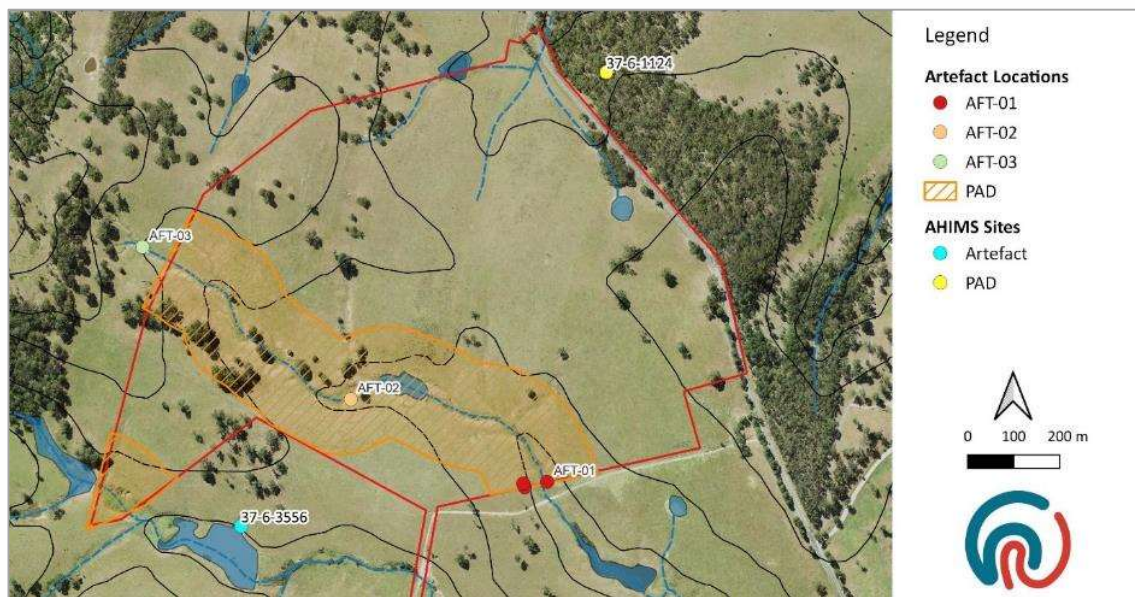 37-6-1124
AFT-03
AFT-02
AFT-01
37-6-3556
Legend
Artefact Locations
AFT-01
AFT-02
AFT-03
PAD
AHIMS Sites
Artefact
PAD
0 100 200 m